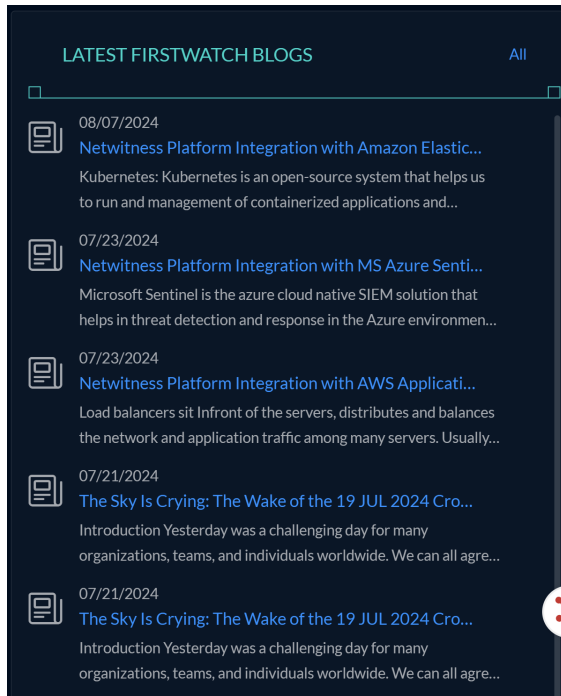 LATEST FIRSTWATCH BLOGS
All
08/07/2024
Netwitness Platform Integration with Amazon Elastic...
Kubernetes: Kubernetes is an open-source system that helps us
to run and management of containerized applications and...
07/23/2024
Netwitness Platform Integration with MS Azure Senti...
Microsoft Sentinel is the azure cloud native SIEM solution that
helps in threat detection and response in the Azure environmen...
07/23/2024
Netwitness Platform Integration with AWS Applicati...
Load balancers sit Infront of the servers, distributes and balances
the network and application traffic among many servers. Usually...
07/21/2024
The Sky Is Crying: The Wake of the 19 JUL 2024 Cro...
Introduction Yesterday was a challenging day for many
organizations, teams, and individuals worldwide. We can all agre...
07/21/2024
The Sky Is Crying: The Wake of the 19 JUL 2024 Cro...
Introduction Yesterday was a challenging day for many
organizations, teams, and individuals worldwide. We can all agre...